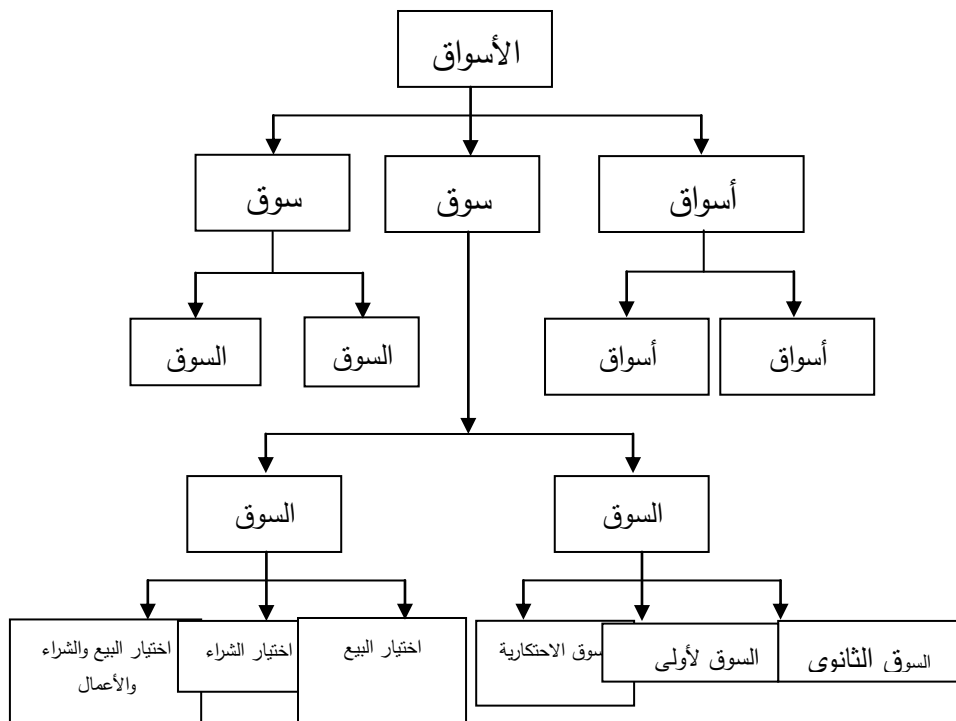 الأسواق
أسواق
سوق
سوق
أسواق
أسواق
السوق
السوق
السوق
السوق
السوق الثانوى
السوق لأولى
سوق الاحتكارية
اختيار البيع
اختيار الشراء
اختيار البيع والشراء
والأعمال